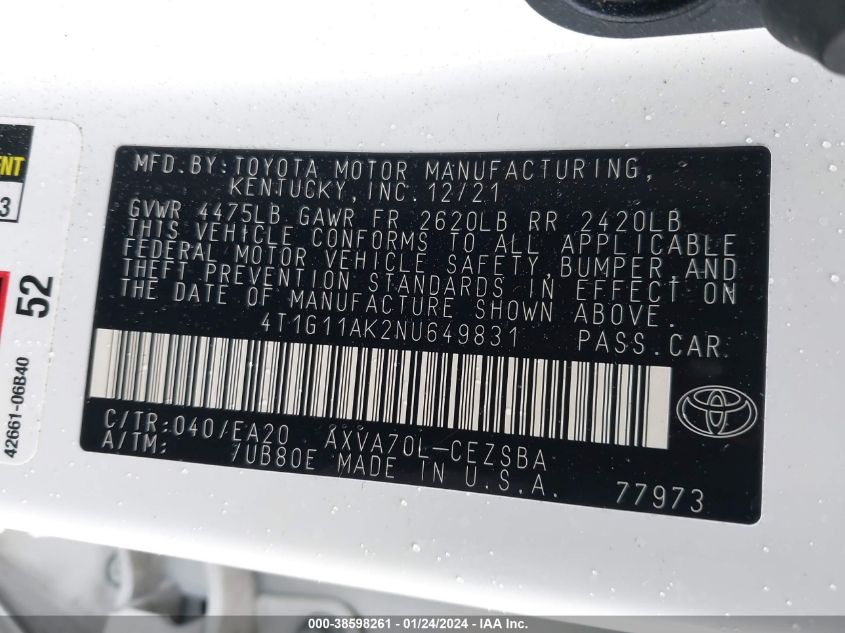 MFD.BY:TOYOTA MOTOR MANUFACTURING,
KENTUCKY, INC. 12/21
GVWR 4475LB GAWR FR 2620LB RR 2420LB
THIS VEHICLE CONFORMS TO ALL APPLICABLE
FEDERAL MOTOR VEHICLE SAFETY,BUMPER,AND
THEFT PREVENTION STANDARDS IN EFFECT ON
THE DATE OF MANUFACTURE SHOWN ABOVE.
4T1G11AK2NU649831 PASS.CAR
C/TR:040/EA20 AXVA70L-CEZSBA
A/TM: 7UB80E MADE IN U.S.A.
77973
3
52
42661-06B40
000-38598261 - 01/24/2024 - IAAI.com